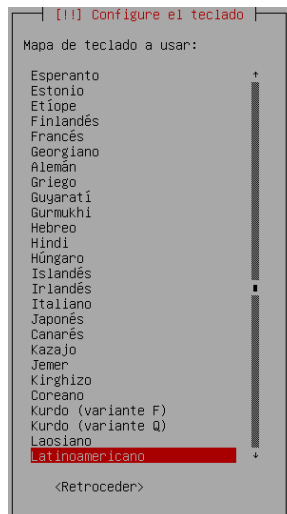 [!!] Configure el teclado
Mapa de teclado a usar:
Esperanto
Estonio
Etíope
Finlandés
Francés
Georgiano
Alemán
Griego
Guyaratí
Gurmukhi
Hebreo
Hindi
Húngaro
Islandés
Irlandés
Italiano
Japonés
Canarés
Kazajo
Jemer
Kirghizo
Coreano
Kurdo (variante F)
Kurdo (variante Q)
Laosiano
Latinoamericano
<Retroceder>